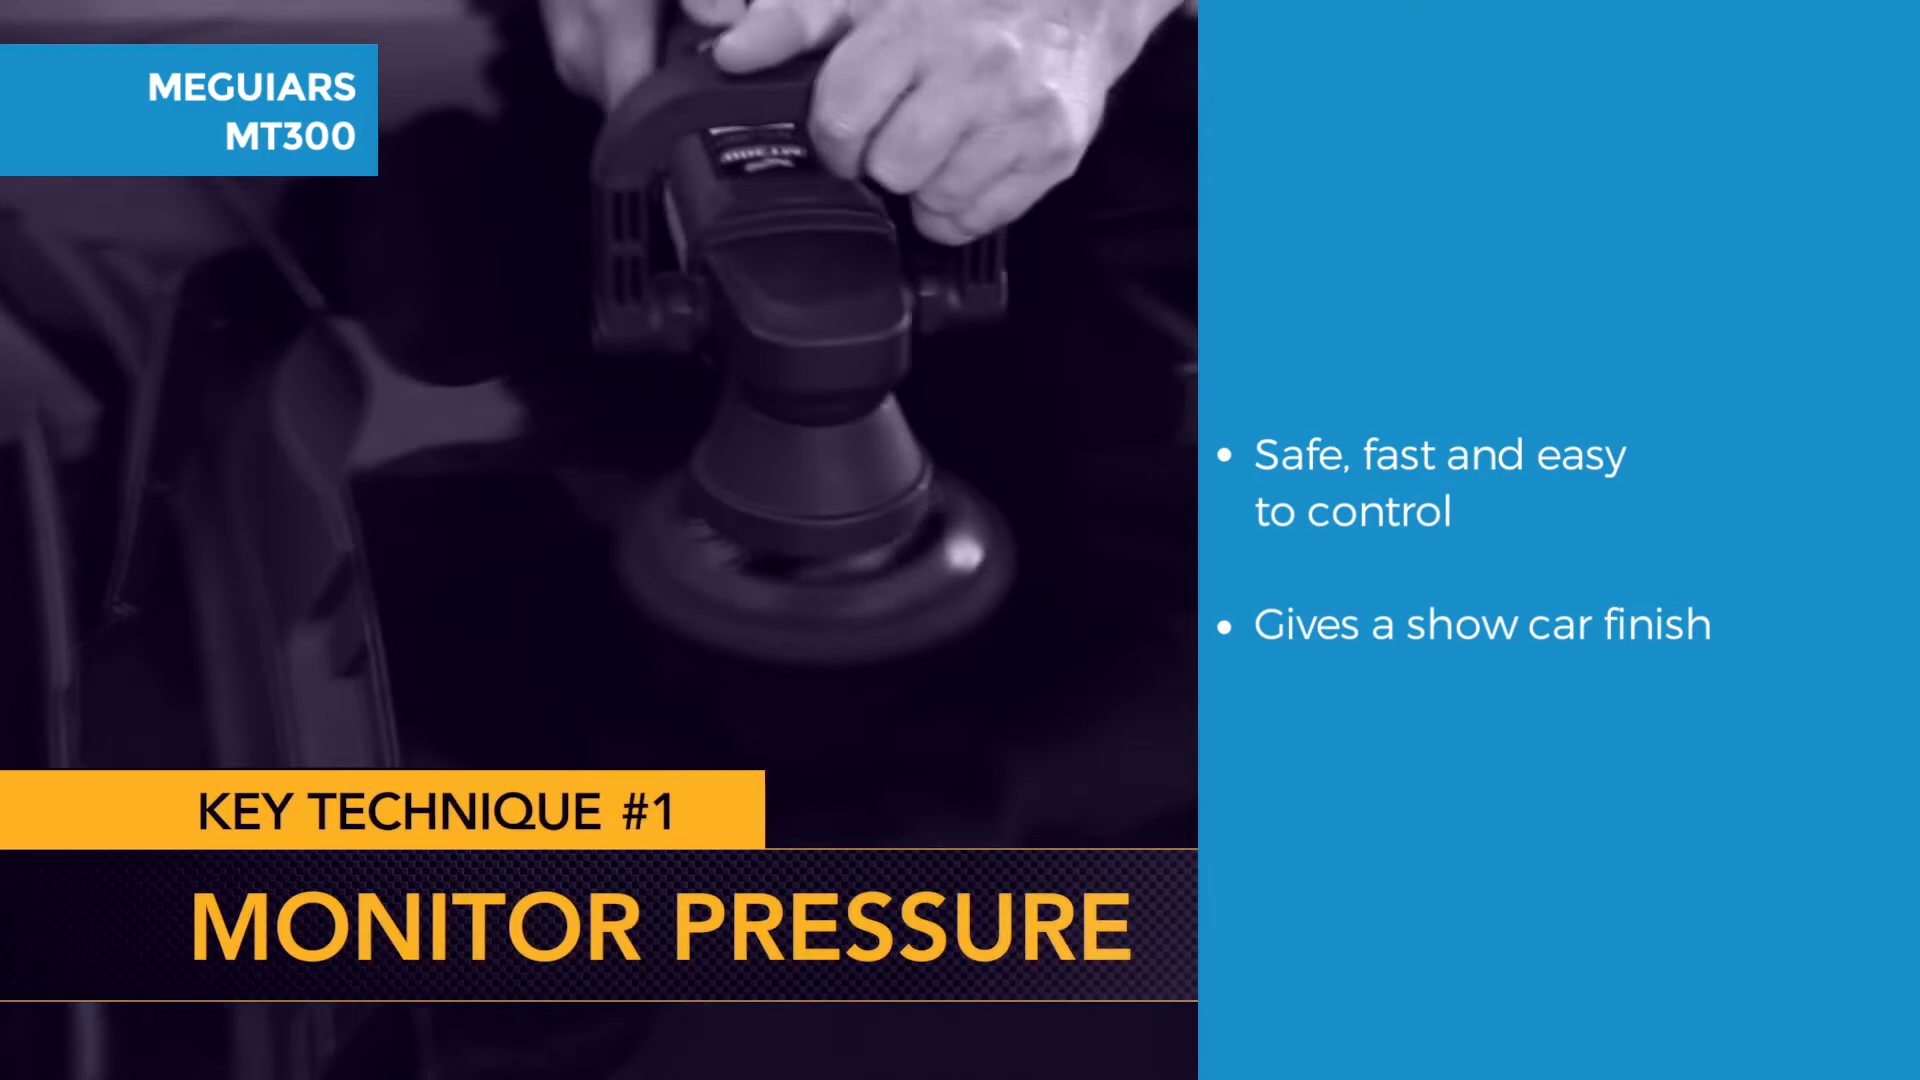 MEGUIARS
MT300
KEY TECHNIQUE #1
MONITOR PRESSURE
• Safe, fast and easy
to control
• Gives a show car finish